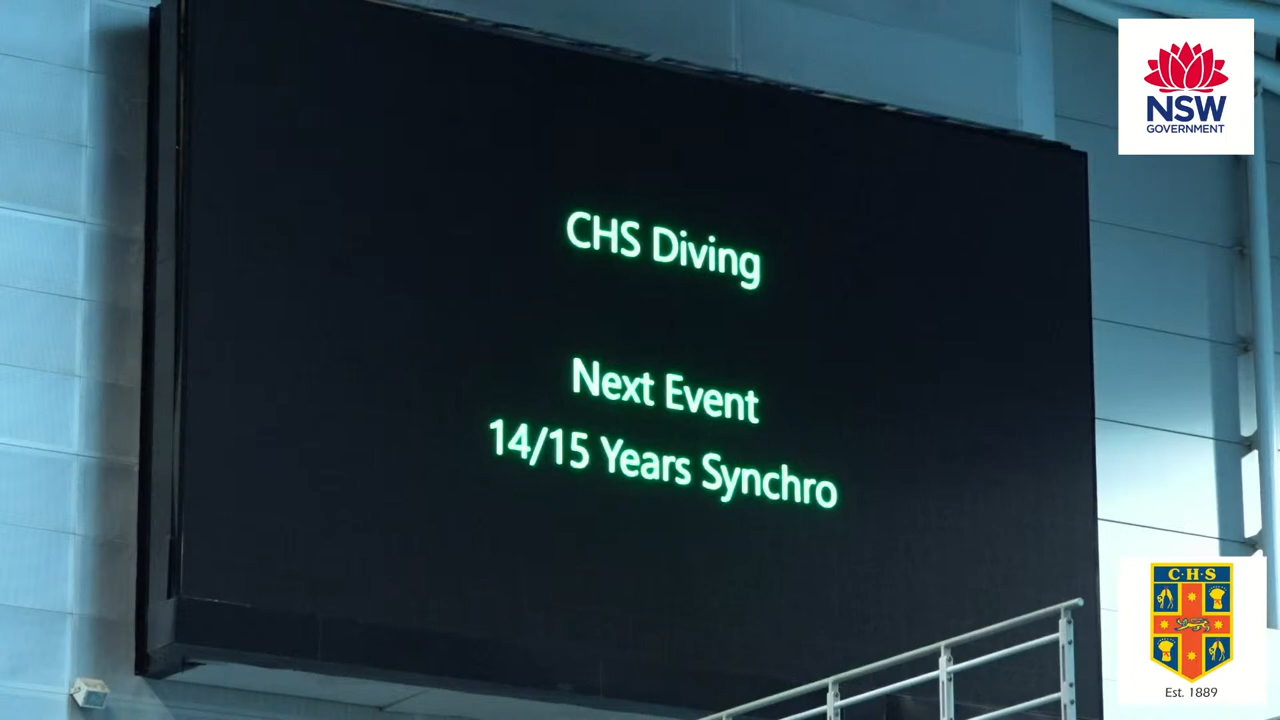 CHS Diving
Next Event
14/15 Years Synchro
NSW
GOVERNMENT
C·H·S
Est. 1889